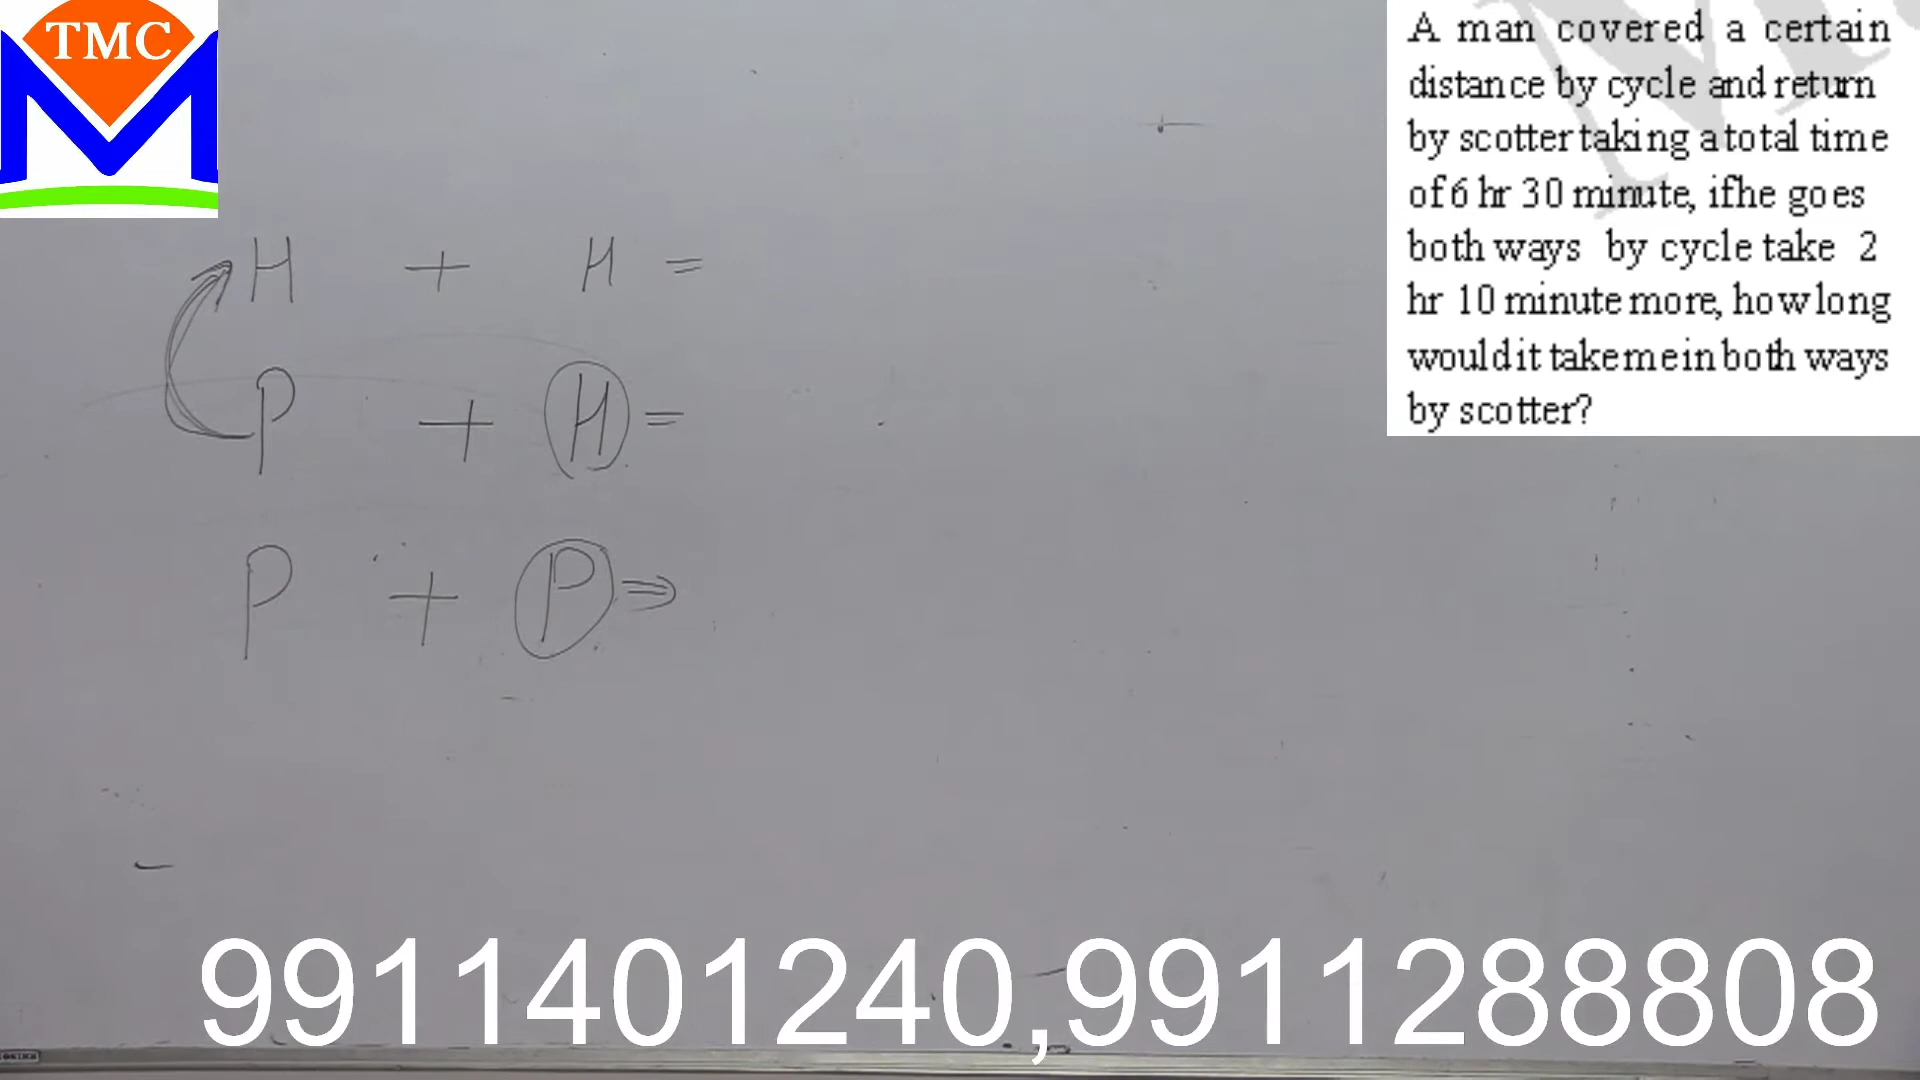 TMC
A man covered a certain
distance by cycle and return
by scotter taking a total time
of 6 hr 30 minute, if he goes
both ways by cycle take 2
hr 10 minute more, how long
would it take me in both ways
by scotter?
H + H =
P + H =
P + P ⇒
9911401240,9911288808